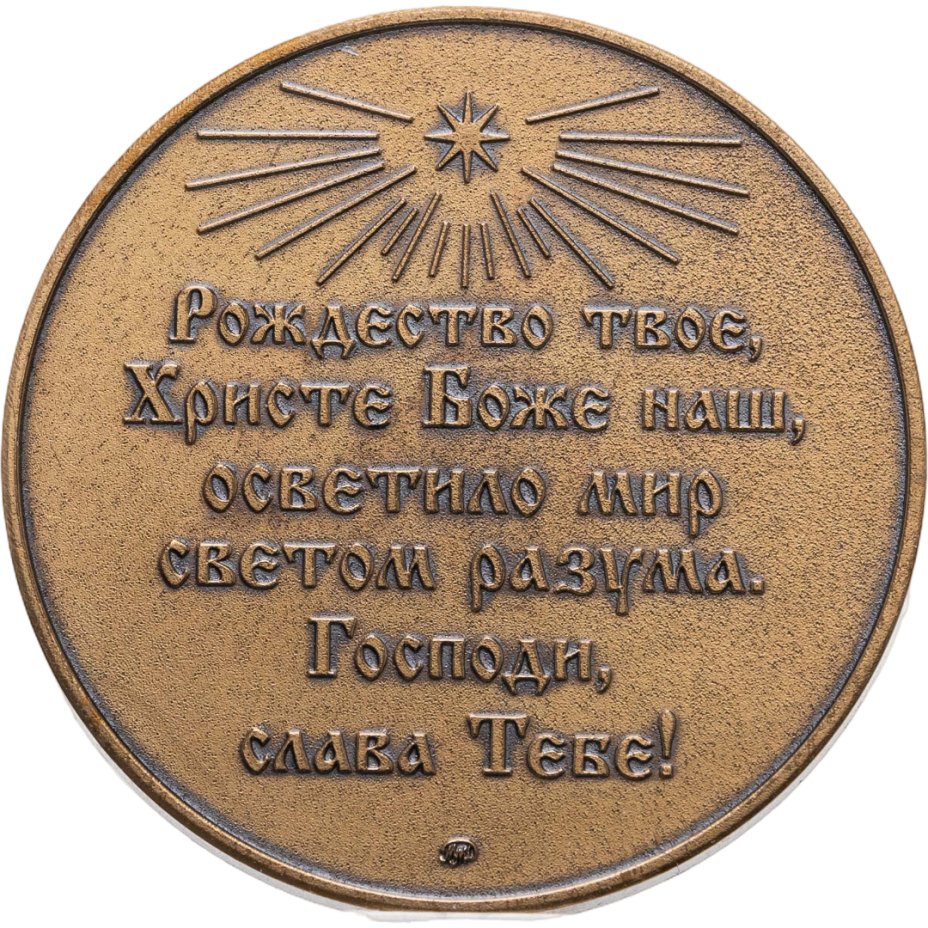 Рождество твое,
Христе Боже наш,
осветило мир
светом разума.
Господи,
слава Тебе!